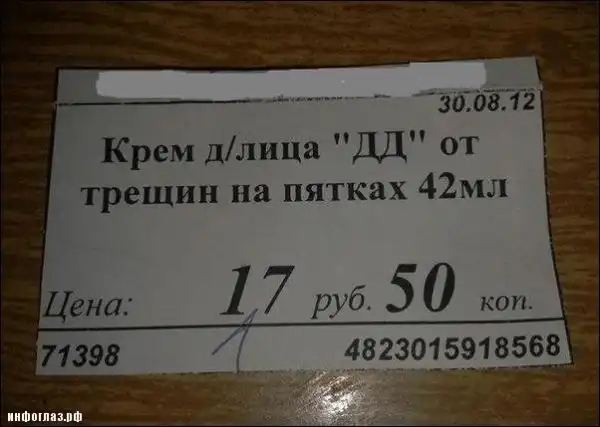 30.08.12
Крем д/лица "ДД" от
трещин на пятках 42мл
Цена: 17 руб. 50 коп.
71398 4823015918568
инфоглаз.рф